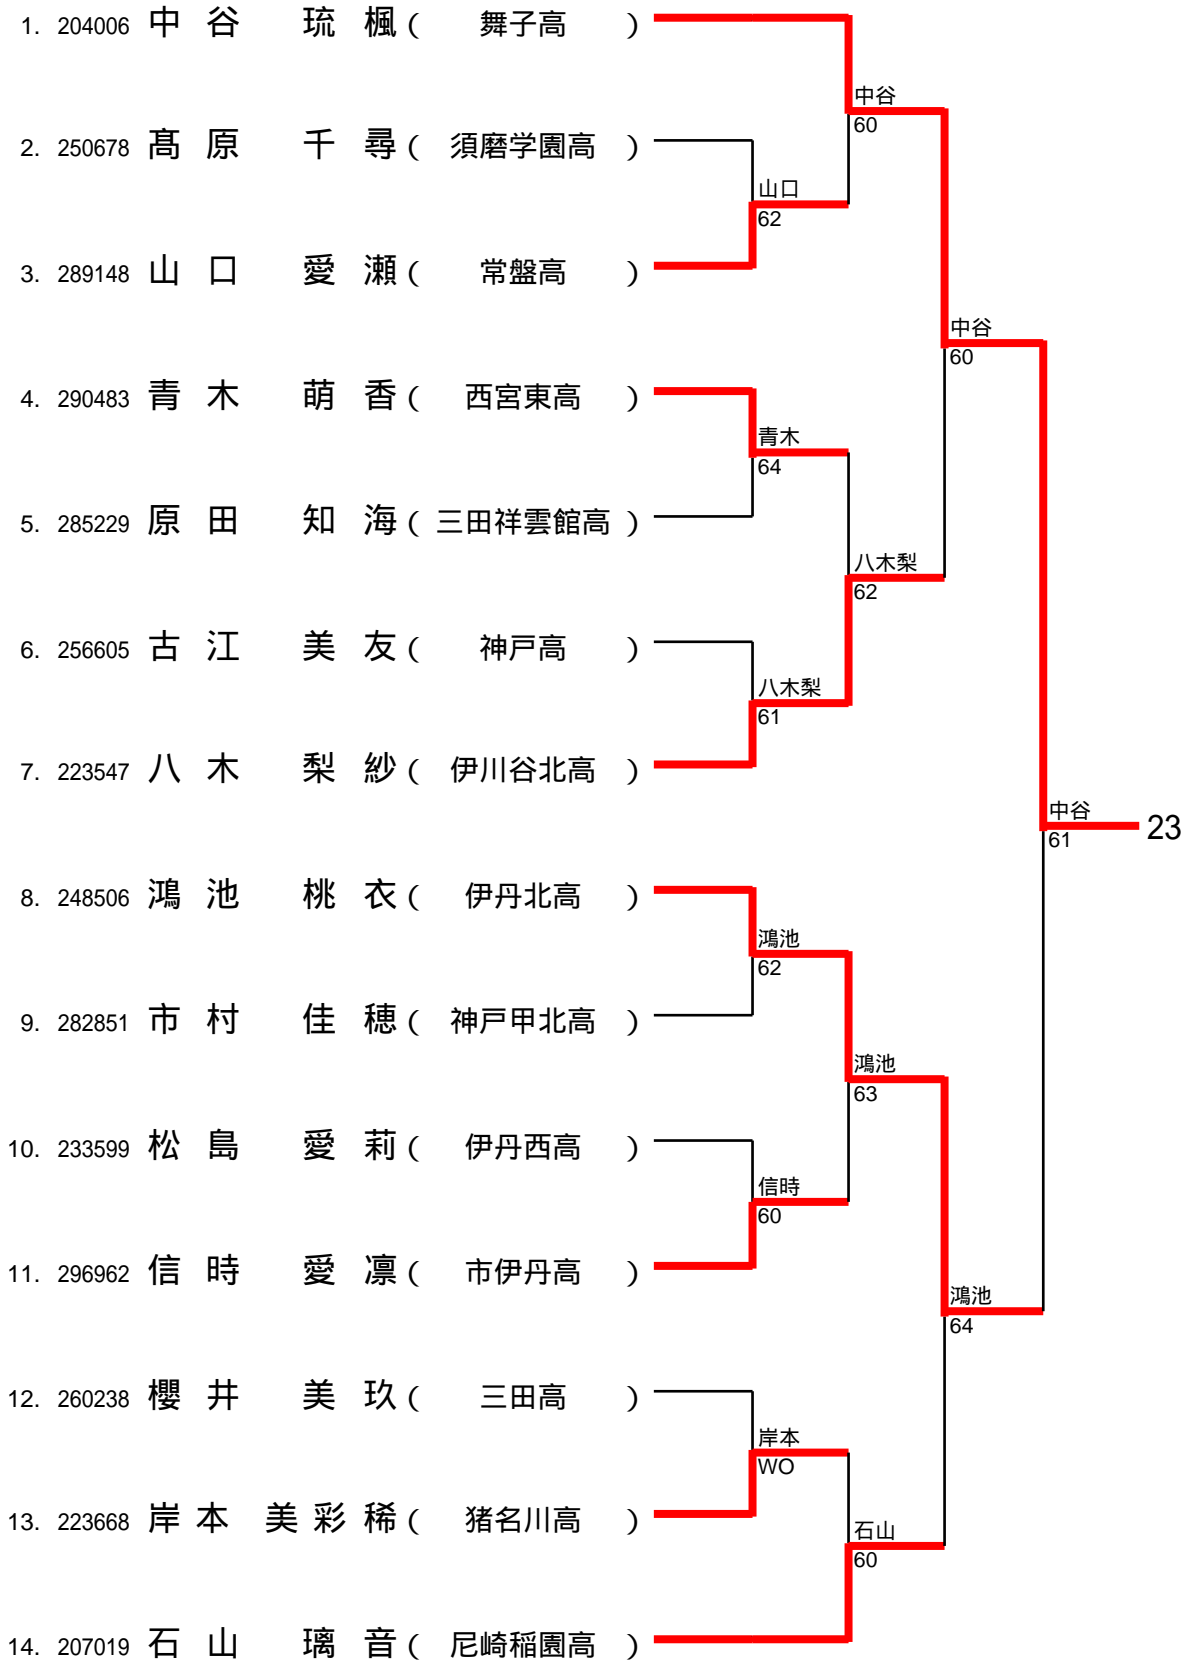 1. 204006 中谷 琉楓 ( 舞子高 )
中谷
60
2. 250678 髙原 千尋 ( 須磨学園高 )
山口
62
3. 289148 山口 愛瀬 ( 常盤高 )
中谷
60
4. 290483 青木 萌香 ( 西宮東高 )
青木
64
5. 285229 原田 知海 ( 三田祥雲館高 )
八木梨
62
6. 256605 古江 美友 ( 神戸高 )
八木梨
61
7. 223547 八木 梨紗 ( 伊川谷北高 )
中谷
61
23
8. 248506 鴻池 桃衣 ( 伊丹北高 )
鴻池
62
9. 282851 市村 佳穂 ( 神戸甲北高 )
鴻池
63
10. 233599 松島 愛莉 ( 伊丹西高 )
信時
60
11. 296962 信時 愛凛 ( 市伊丹高 )
鴻池
64
12. 260238 櫻井 美玖 ( 三田高 )
岸本
WO
13. 223668 岸本 美彩稀 ( 猪名川高 )
石山
60
14. 207019 石山 璃音 ( 尼崎稲園高 )